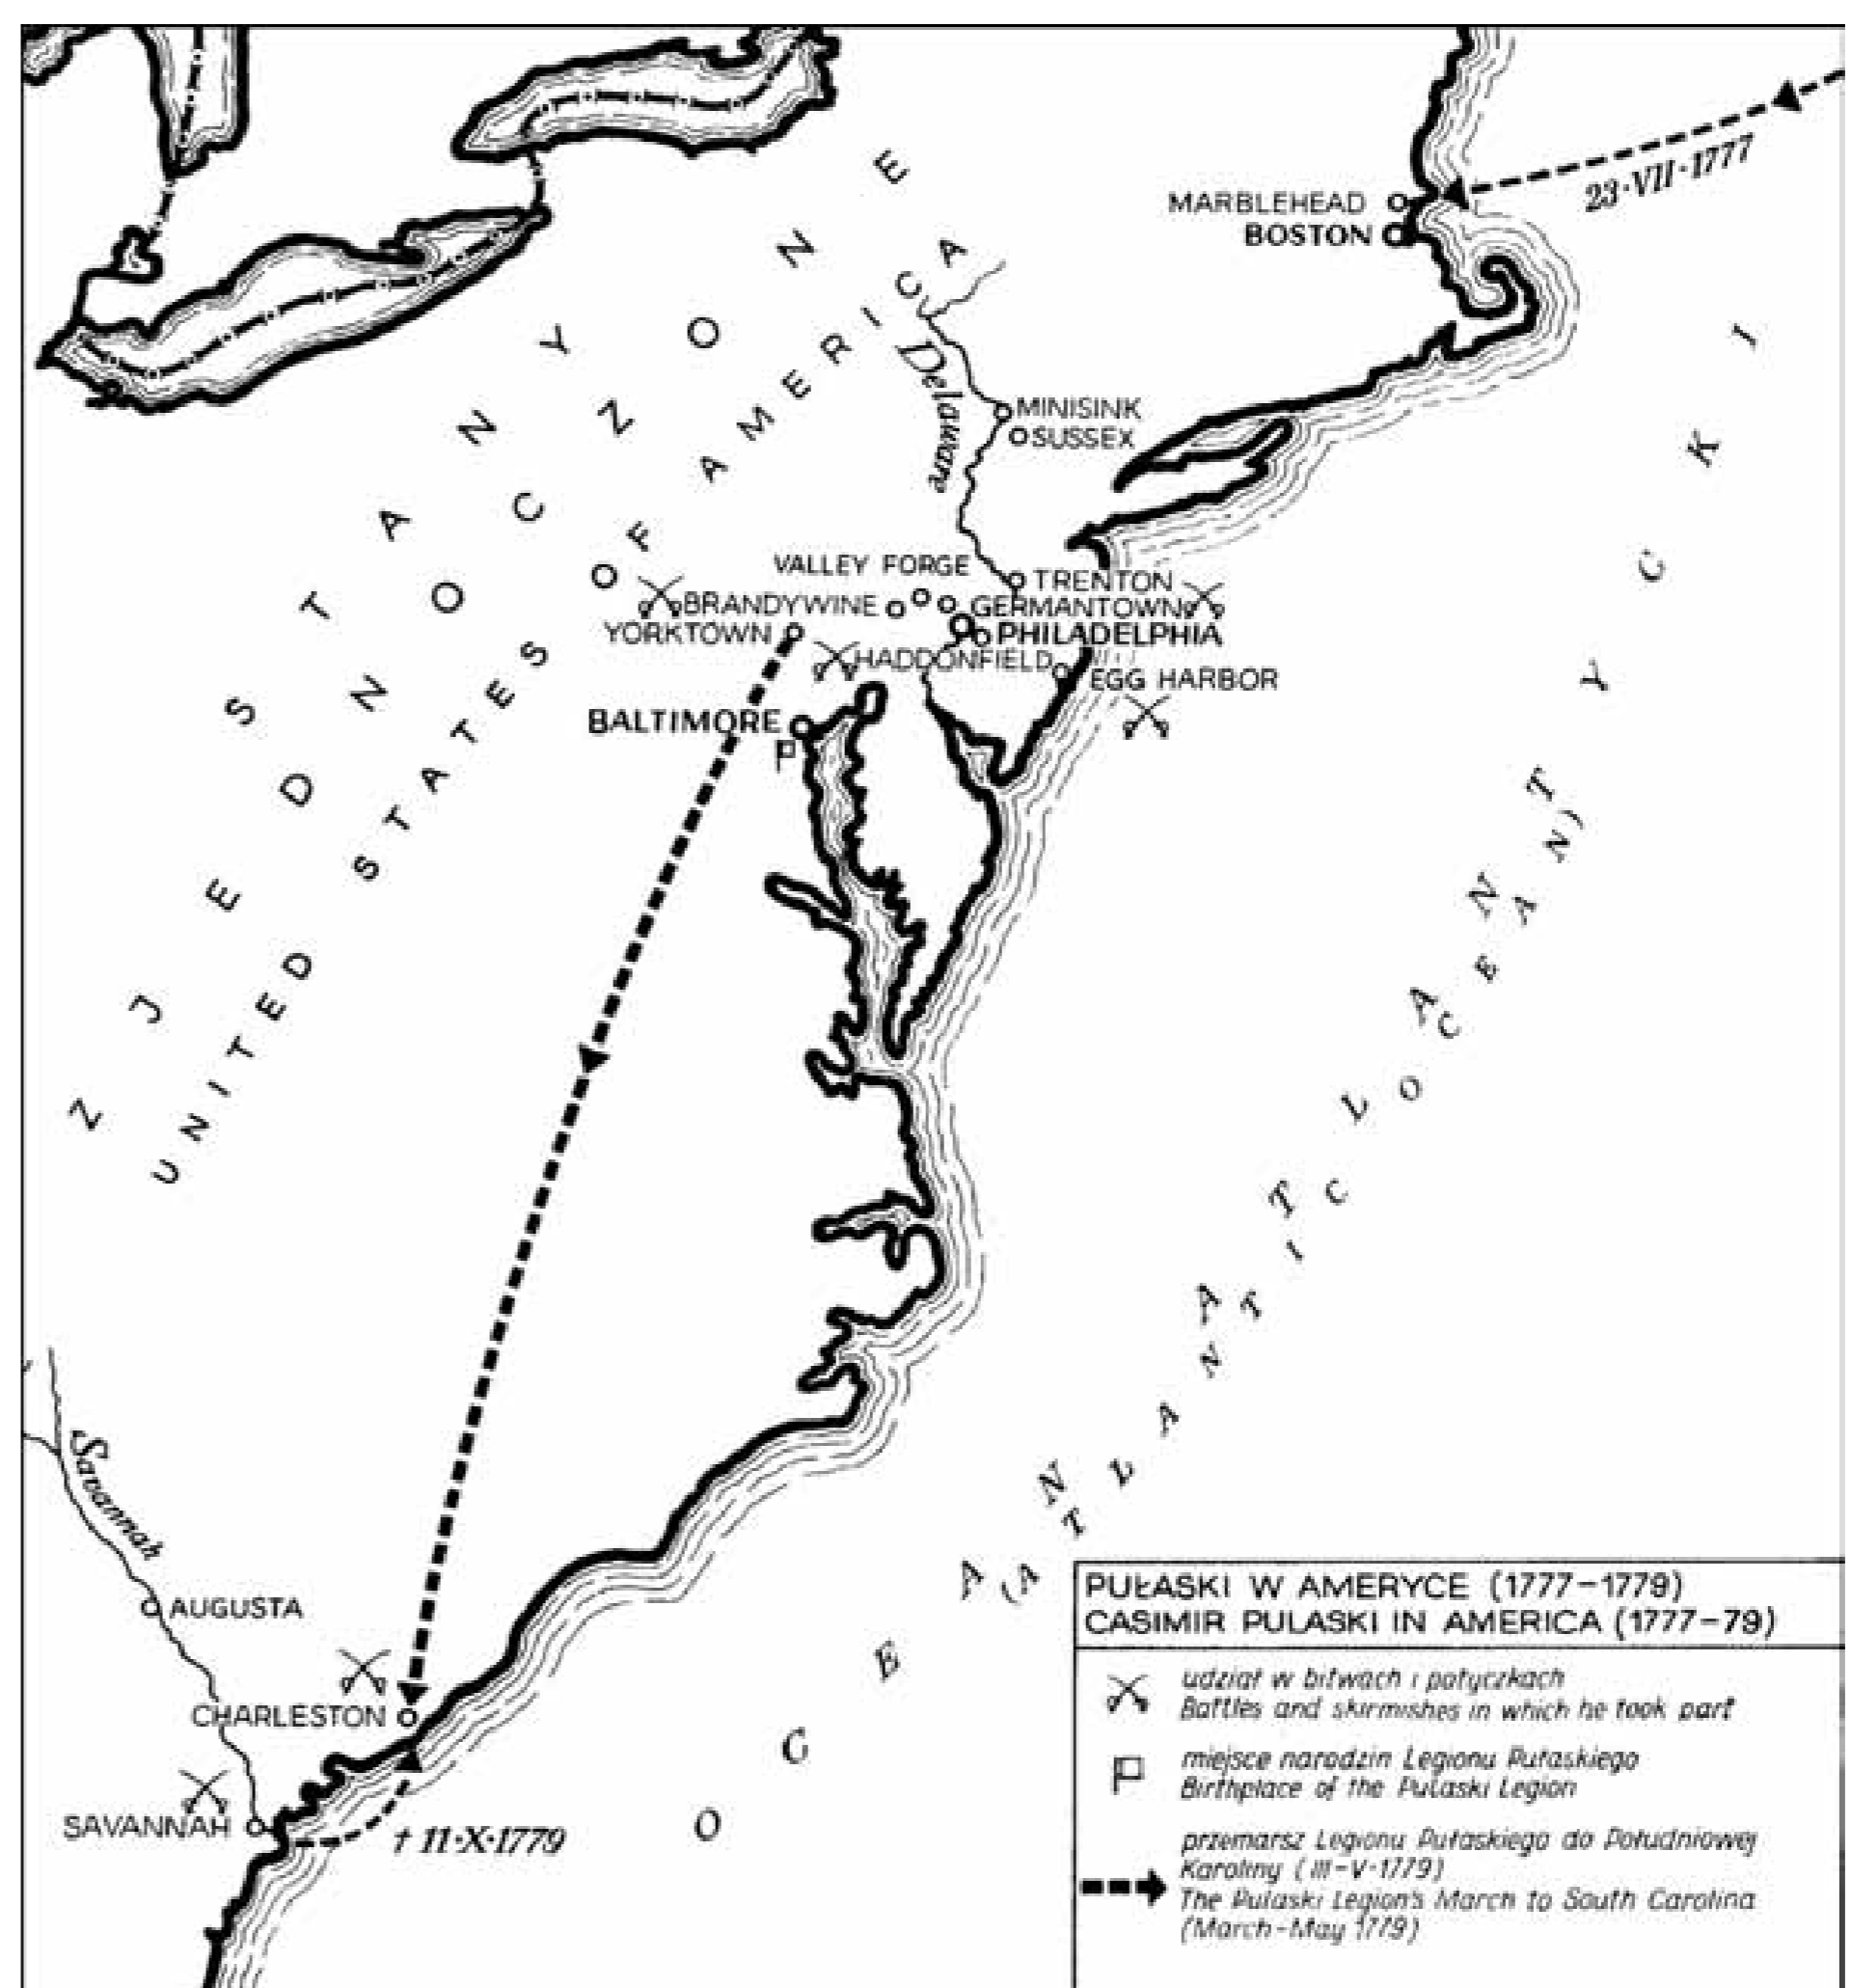 ZJEDNOCZONE
STANY
UNITED STATES OF AMERICA
OCEAN ATLANTYCKI
(ATLANTIC OCEAN)
23·VII·1777
MARBLEHEAD
BOSTON
Delaware
MINISINK
SUSSEX
VALLEY FORGE
TRENTON
BRANDYWINE
GERMANTOWN
YORKTOWN
PHILADELPHIA
HADDONFIELD
EGG HARBOR
BALTIMORE
Savannah
AUGUSTA
CHARLESTON
SAVANNAH
† 11·X·1779
PUŁASKI W AMERYCE (1777–1779)
CASIMIR PULASKI IN AMERICA (1777–79)
udział w bitwach i potyczkach
Battles and skirmishes in which he took part
miejsce narodzin Legionu Pułaskiego
Birthplace of the Pułaski Legion
przemarsz Legionu Pułaskiego do Południowej
Karoliny (III–V·1779)
The Pulaski Legion's March to South Carolina
(March–May 1779)